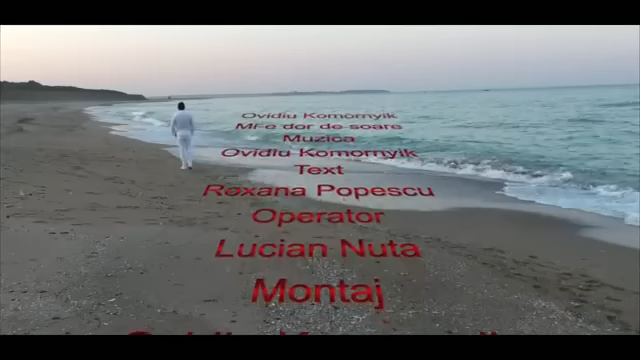 Ovidiu Komornyik
Mi-e dor de soare
Muzica
Ovidiu Komornyik
Text
Roxana Popescu
Operator
Lucian Nuta
Montaj